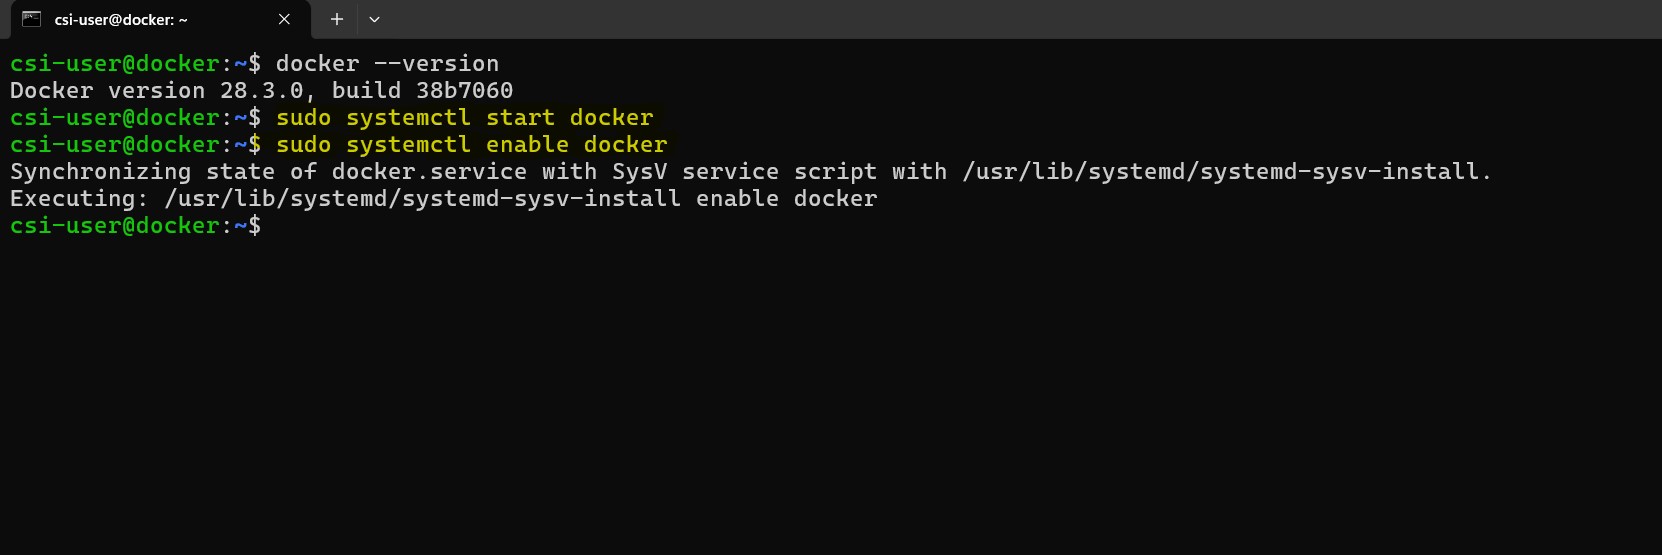 csi-user@docker: ~
csi-user@docker:~$ docker --version
Docker version 28.3.0, build 38b7060
csi-user@docker:~$ sudo systemctl start docker
csi-user@docker:~$ sudo systemctl enable docker
Synchronizing state of docker.service with SysV service script with /usr/lib/systemd/systemd-sysv-install.
Executing: /usr/lib/systemd/systemd-sysv-install enable docker
csi-user@docker:~$